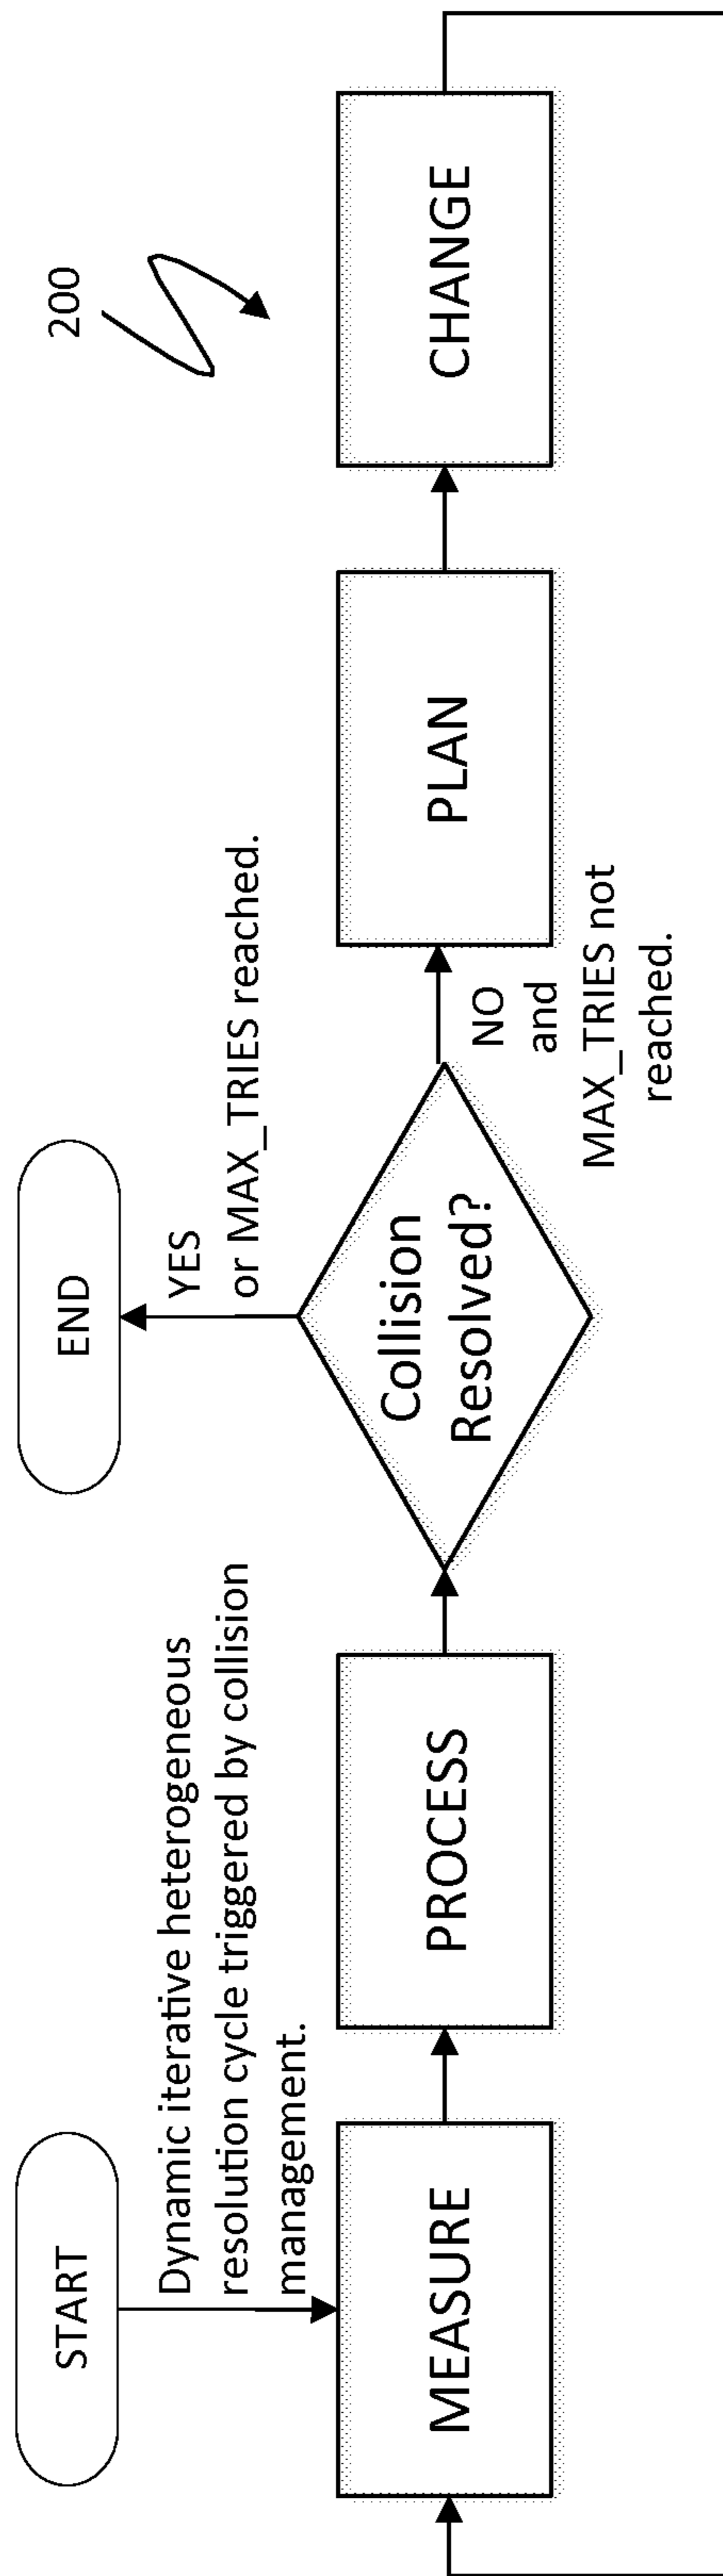 200
START
Dynamic iterative heterogeneous
resolution cycle triggered by collision
management.
END
YES
or MAX_TRIES reached.
MEASURE
PROCESS
Collision
Resolved?
NO
and
MAX_TRIES not
reached.
PLAN
CHANGE